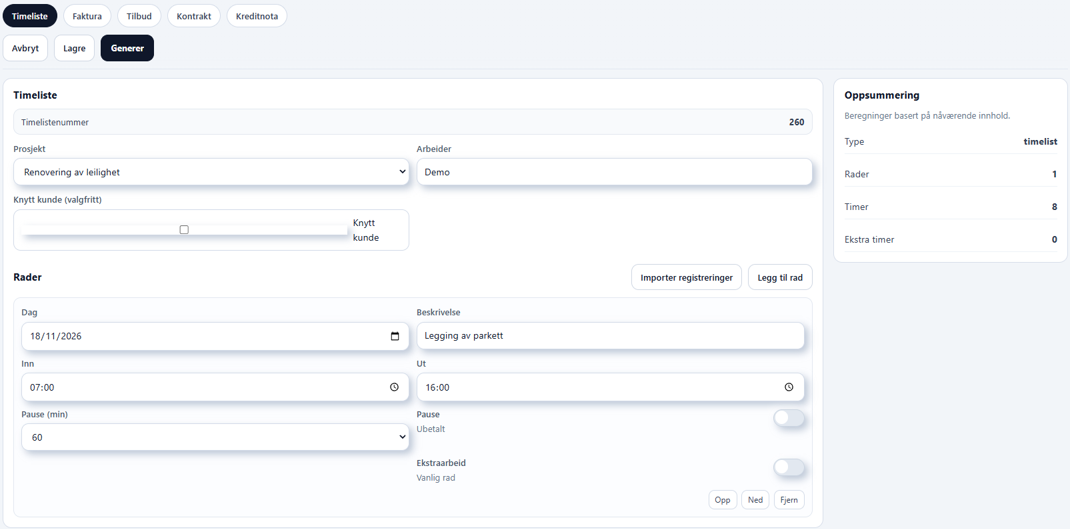 Timeliste Faktura Tilbud Kontrakt Kreditnota
Avbryt Lagre Generer
Timeliste
Timelistenummer 260
Prosjekt Arbeider
Renovering av leilighet Demo
Knytt kunde (valgfritt)
Knytt
kunde
Rader Importer registreringer Legg til rad
Dag Beskrivelse
18/11/2026 Legging av parkett
Inn Ut
07:00 16:00
Pause (min) Pause
60 Ubetalt
Ekstraarbeid
Vanlig rad
Opp Ned Fjern
Oppsummering
Beregninger basert på nåværende innhold.
Type timelist
Rader 1
Timer 8
Ekstra timer 0